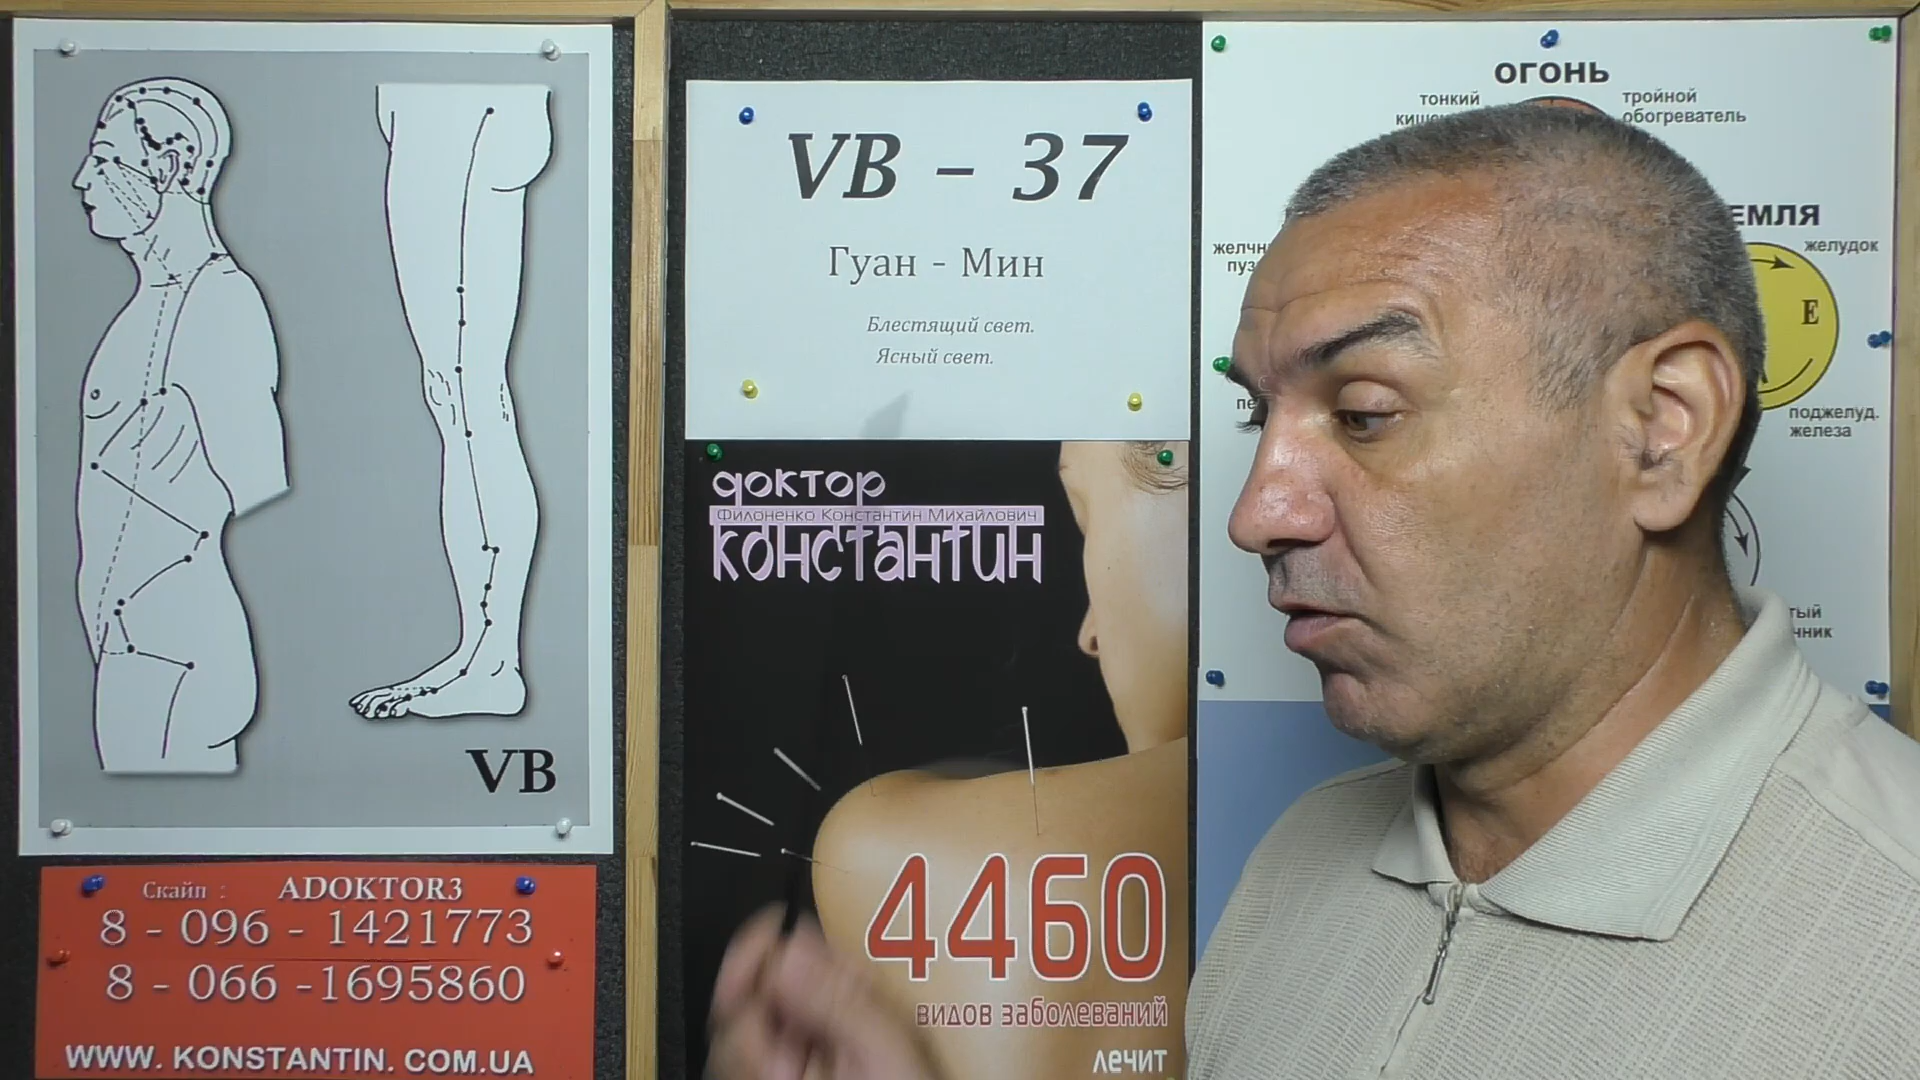 VB
Скайп : ADOKTOR3
8 - 096 - 1421773
8 - 066 -1695860
WWW. KONSTANTIN. COM.UA
VB - 37
Гуан - Мин
Блестящий свет.
Ясный свет.
доктор
Филоненко Константин Михайлович
константин
4460
видов заболеваний
лечит
ОГОНЬ
тонкий
тройной
обогреватель
желудок
E
поджелуд.
железа